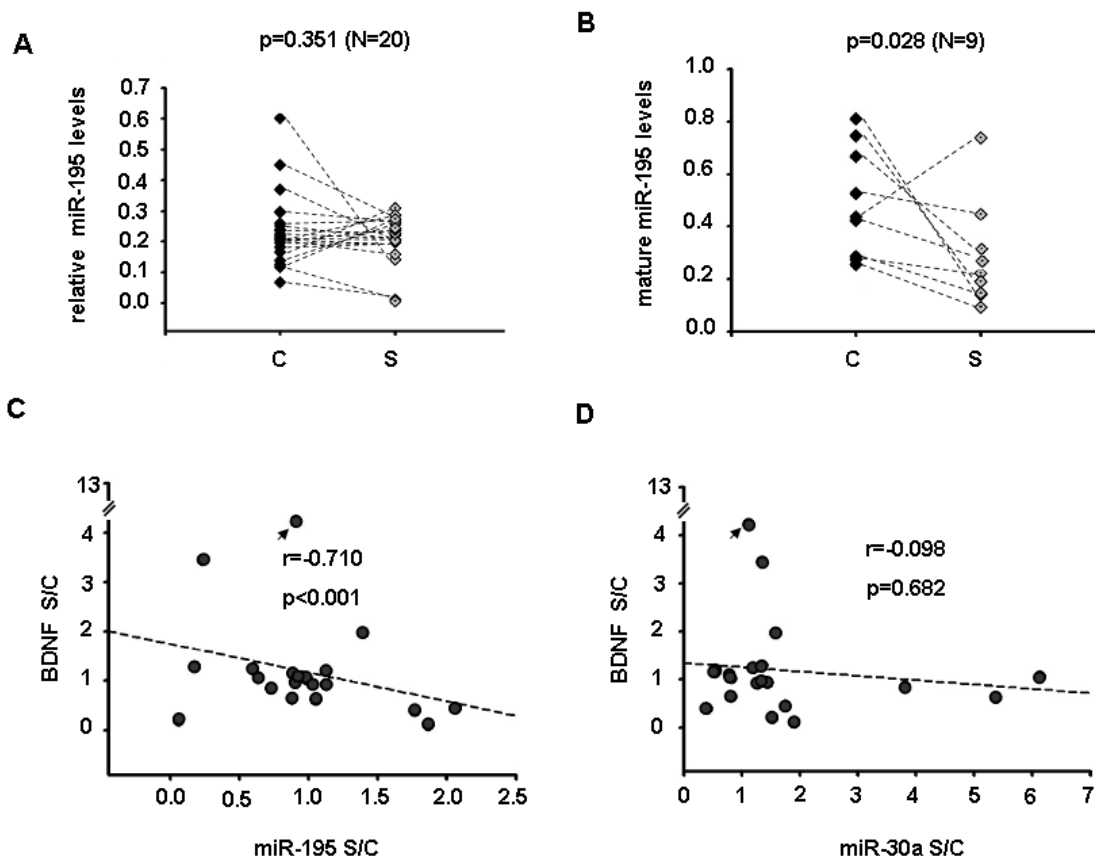 A
p=0.351 (N=20)
relative miR-195 levels
0.7
0.6
0.5
0.4
0.3
0.2
0.1
0.0
C S
B
p=0.028 (N=9)
mature miR-195 levels
1.0
0.8
0.6
0.4
0.2
0.0
C S
C
BDNF S/C
13
4
3
2
1
0
r=-0.710
p<0.001
0.0 0.5 1.0 1.5 2.0 2.5
miR-195 S/C
D
BDNF S/C
13
4
3
2
1
0
r=-0.098
p=0.682
0 1 2 3 4 5 6 7
miR-30a S/C